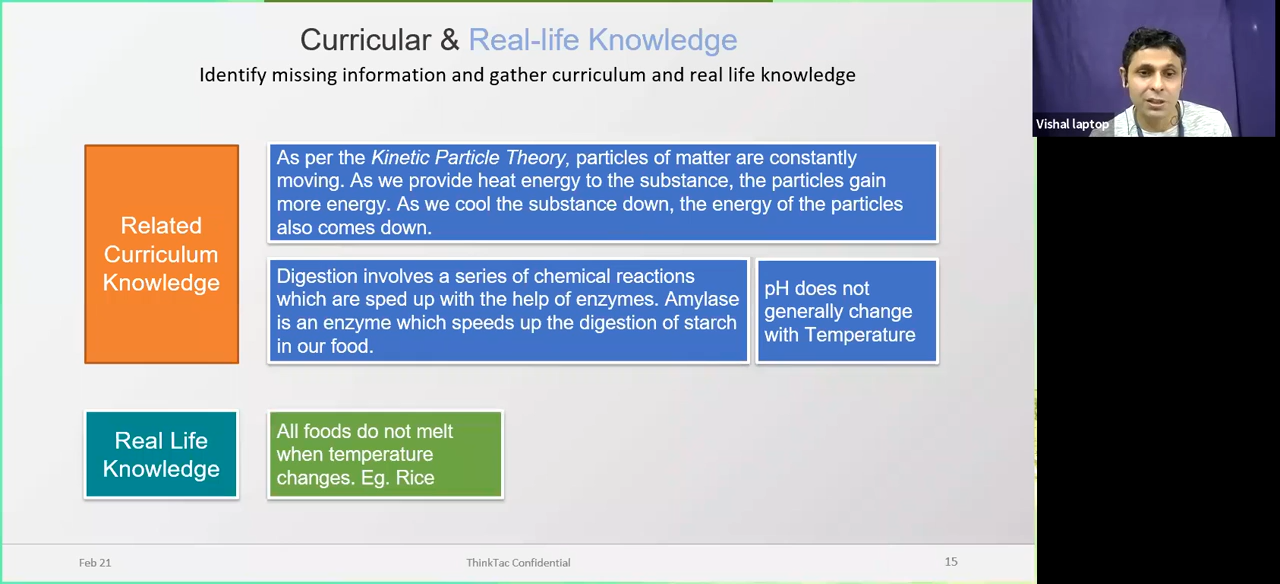 Curricular & Real-life Knowledge
Identify missing information and gather curriculum and real life knowledge
Vishal laptop
Related
Curriculum
Knowledge
As per the Kinetic Particle Theory, particles of matter are constantly
moving. As we provide heat energy to the substance, the particles gain
more energy. As we cool the substance down, the energy of the particles
also comes down.
Digestion involves a series of chemical reactions
which are sped up with the help of enzymes. Amylase
is an enzyme which speeds up the digestion of starch
in our food.
pH does not
generally change
with Temperature
Real Life
Knowledge
All foods do not melt
when temperature
changes. Eg. Rice
Feb 21
ThinkTac Confidential
15